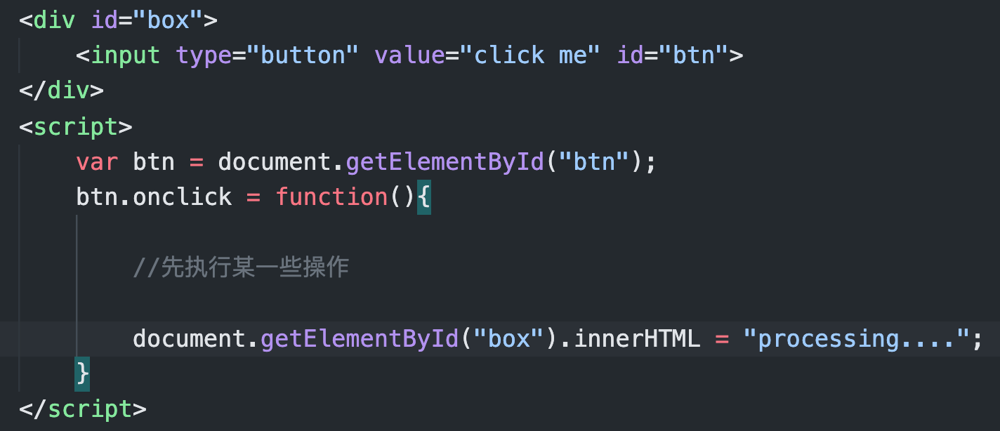 <div id="box">
    <input type="button" value="click me" id="btn">
</div>
<script>
    var btn = document.getElementById("btn");
    btn.onclick = function(){
        //先执行某一些操作
        document.getElementById("box").innerHTML = "processing....";
    }
</script>